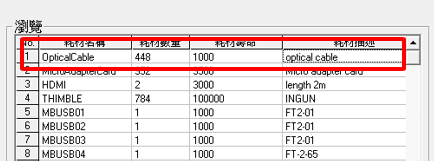 瀏覽
No. 耗材名稱 耗材數量 耗材壽命 耗材描述
1 OpticalCable 448 1000 optical cable
2 MicroAdapterCard 352 3500 Micro adapter card
3 HDMI 2 3000 length 2m
4 THIMBLE 784 100000 INGUN
5 MBUSB01 1 1000 FT2-01
6 MBUSB02 1 1000 FT2-01
7 MBUSB03 1 1000 FT2-01
8 MBUSB04 1 1000 FT-2-65